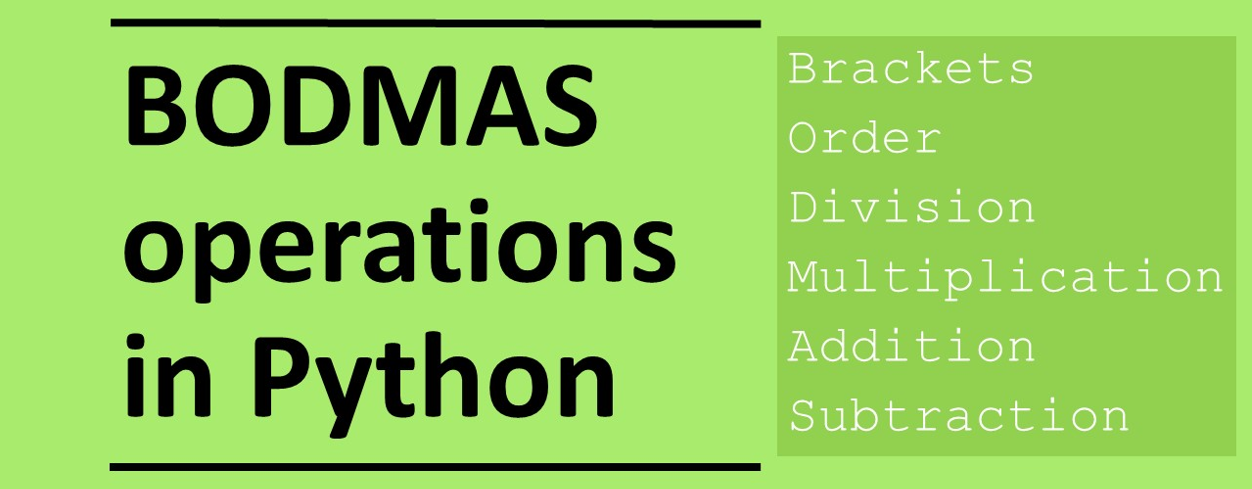 BODMAS
operations
in Python
Brackets
Order
Division
Multiplication
Addition
Subtraction